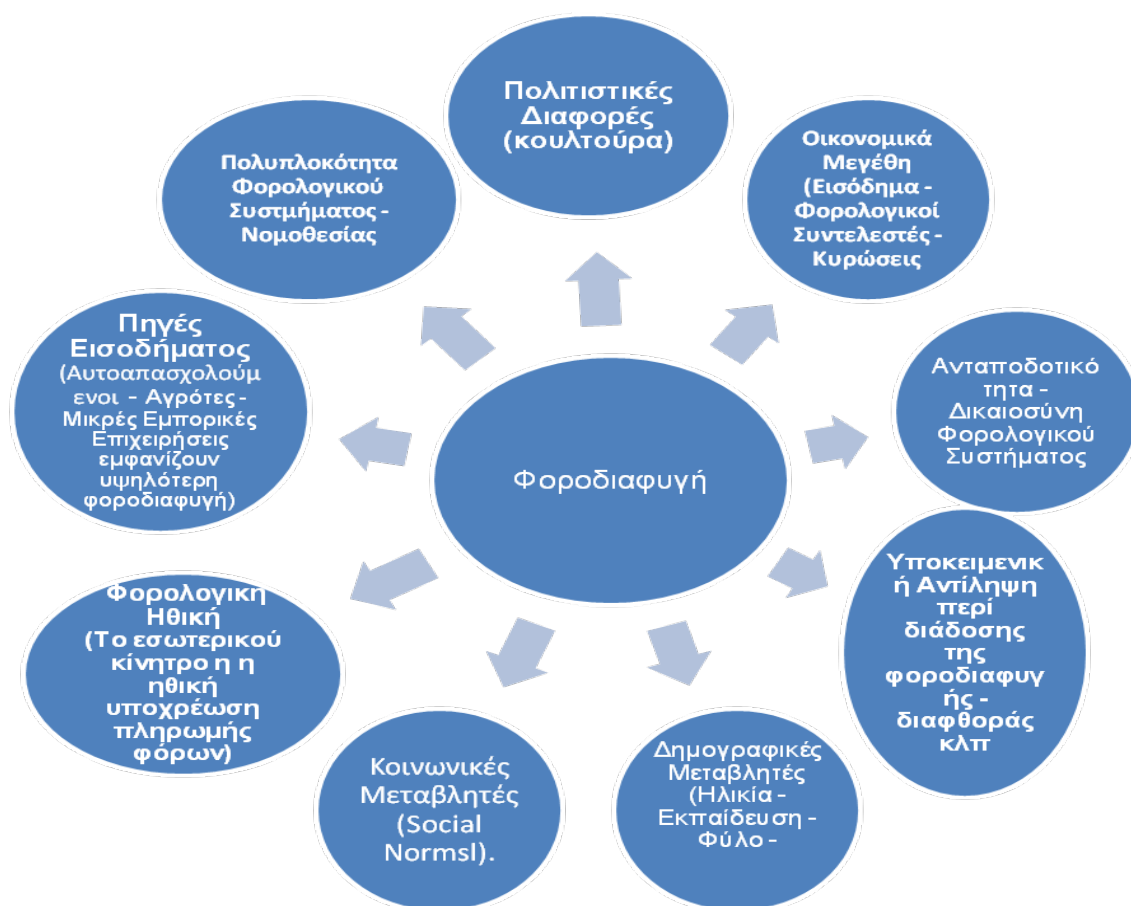 Πολιτιστικές
Διαφορές
(κουλτούρα)
Οικονομικά
Μεγέθη
(Εισόδημα -
Φορολογικοί
Συντελεστές -
Κυρώσεις
Ανταποδοτικό
τητα -
Δικαιοσύνη
Φορολογικού
Συστήματος
Υποκειμενικ
ή Αντίληψη
περί
διάδοσης
της
φοροδιαφυγ
ής -
διαφθοράς
κλπ
Δημογραφικές
Μεταβλητές
(Ηλικία -
Εκπαίδευση -
Φύλο -
Κοινωνικές
Μεταβλητές
(Social
Normsl).
Φορολογική
Ηθική
(Το εσωτερικού
κίνητρο η η
ηθική
υποχρέωση
πληρωμής
φόρων)
Πηγές
Εισοδήματος
(Αυτοαπασχολούμ
ενοι - Αγρότες -
Μικρές Εμπορικές
Επιχειρήσεις
εμφανίζουν
υψηλότερη
φοροδιαφυγή)
Πολυπλοκότητα
Φορολογικού
Συστμήματος -
Νομοθεσίας
Φοροδιαφυγή